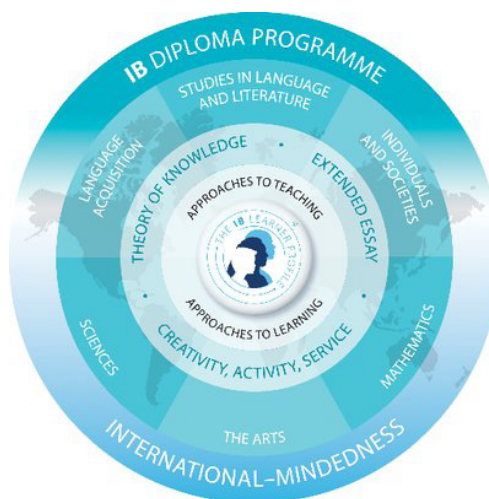 IB DIPLOMA PROGRAMME
STUDIES IN LANGUAGE
AND LITERATURE
LANGUAGE
ACQUISITION
INDIVIDUALS
AND SOCIETIES
THEORY OF KNOWLEDGE
EXTENDED ESSAY
APPROACHES TO TEACHING
THE IB LEARNER PROFILE
APPROACHES TO LEARNING
CREATIVITY, ACTIVITY, SERVICE
SCIENCES
MATHEMATICS
THE ARTS
INTERNATIONAL-MINDEDNESS